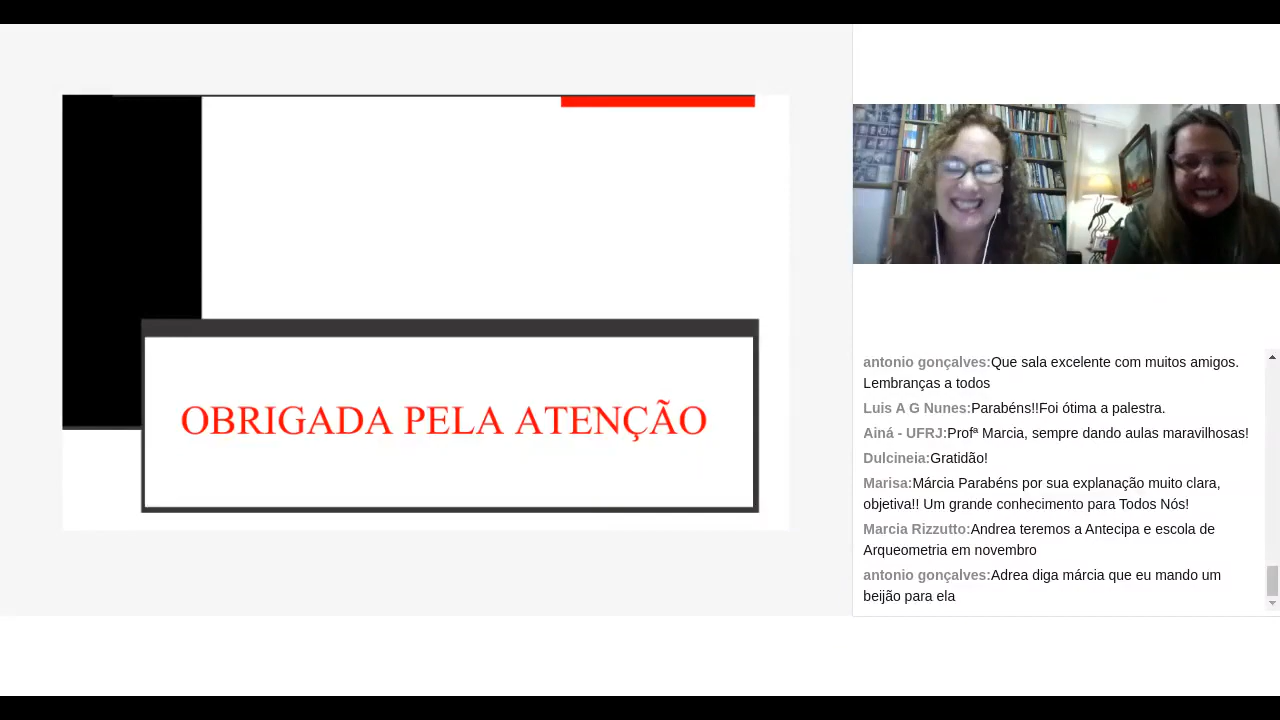 OBRIGADA PELA ATENÇÃO
antonio gonçalves:Que sala excelente com muitos amigos.
Lembranças a todos
Luis A G Nunes:Parabéns!!Foi ótima a palestra.
Ainá - UFRJ:Profª Marcia, sempre dando aulas maravilhosas!
Dulcineia:Gratidão!
Marisa:Márcia Parabéns por sua explanação muito clara,
objetiva!! Um grande conhecimento para Todos Nós!
Marcia Rizzutto:Andrea teremos a Antecipa e escola de
Arqueometria em novembro
antonio gonçalves:Adrea diga márcia que eu mando um
beijão para ela